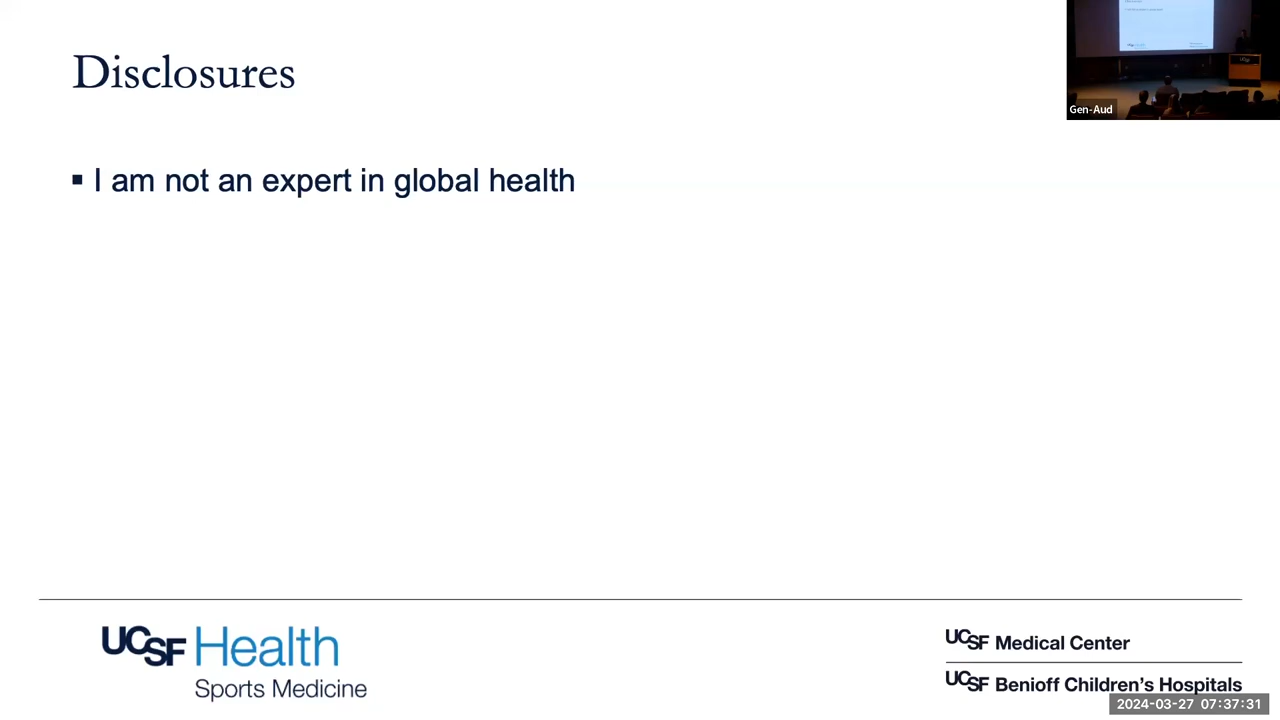 Disclosures
Gen-Aud
▪ I am not an expert in global health
UCSF Health
Sports Medicine
UCSF Medical Center
UCSF Benioff Children's Hospitals
2024-03-27 07:37:31